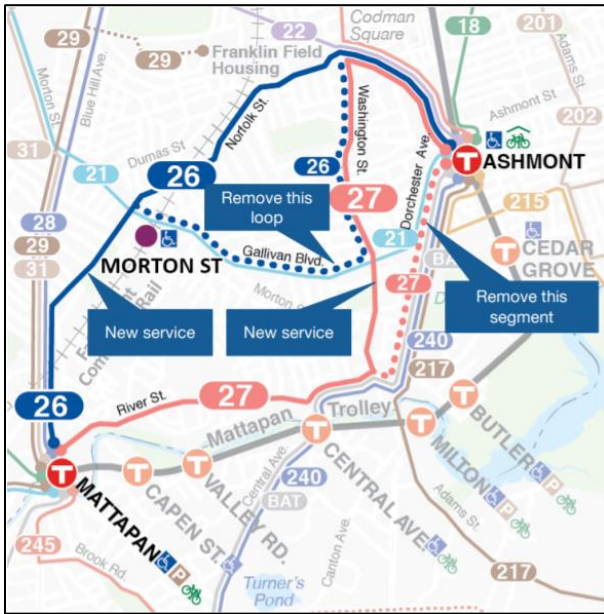 Codman
Square
22
18
201
Adams St.
29
29
Franklin Field
Housing
Morton St.
Blue Hill Ave.
Norfolk St.
Washington St.
Ashmont St.
202
Dumas St
ASHMONT
31
21
26
26
Remove this
loop
27
Dorchester Ave.
215
28
29
31
21
BA
CEDAR
GROVE
MORTON ST
Gallivan Blvd.
Morton S
27
New service
New service
Remove this
segment
240
217
26
River St.
27
Mattapan
Trolley
BUTLER
MILTON
CENTRAL AVE.
VALLEY RD.
CAPEN ST.
MATTAPAN
Central Ave
240
BAT
Adams St.
Canton Ave.
245
Brook Rd.
Turner's
Pond
217